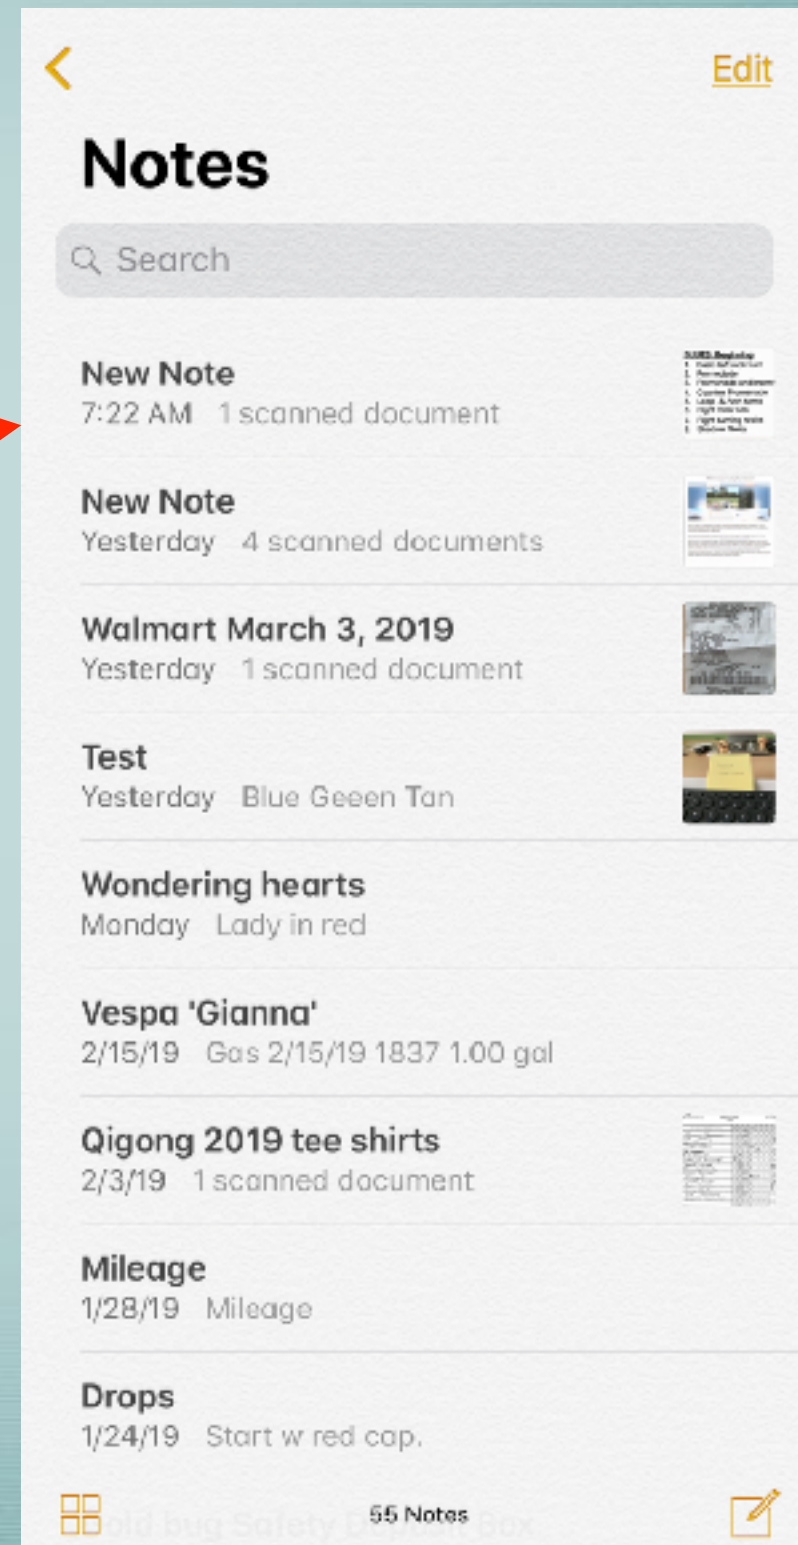 Edit
Notes
Search
New Note
7:22 AM 1 scanned document
New Note
Yesterday 4 scanned documents
Walmart March 3, 2019
Yesterday 1 scanned document
Test
Yesterday Blue Geeen Tan
Wondering hearts
Monday Lady in red
Vespa 'Gianna'
2/15/19 Gas 2/15/19 1837 1.00 gal
Qigong 2019 tee shirts
2/3/19 1 scanned document
Mileage
1/28/19 Mileage
Drops
1/24/19 Start w red cap.
old bug Safety Deposit Box
55 Notes